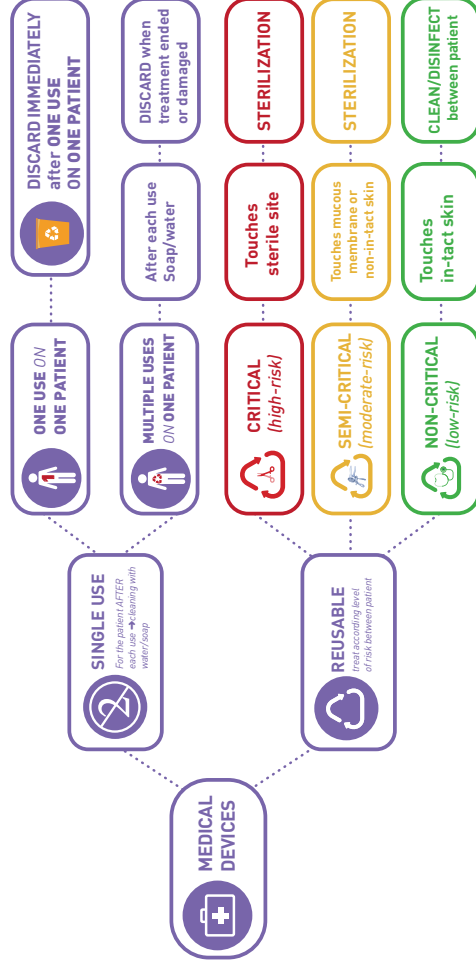 MEDICAL
DEVICES
2
SINGLE USE
For the patient AFTER
each use ➔cleaning with
water/soap
ONE USE ON
ONE PATIENT
DISCARD IMMEDIATELY
after ONE USE
ON ONE PATIENT
MULTIPLE USES
ON ONE PATIENT
After each use
Soap/water
DISCARD when
treatment ended
or damaged
REUSABLE
treat according level
of risk between patient
CRITICAL
(high-risk)
Touches
sterile site
STERILIZATION
SEMI-CRITICAL
(moderate-risk)
Touches mucous
membrane or
non-in-tact skin
STERILIZATION
NON-CRITICAL
(low-risk)
Touches
in-tact skin
CLEAN/DISINFECT
between patient